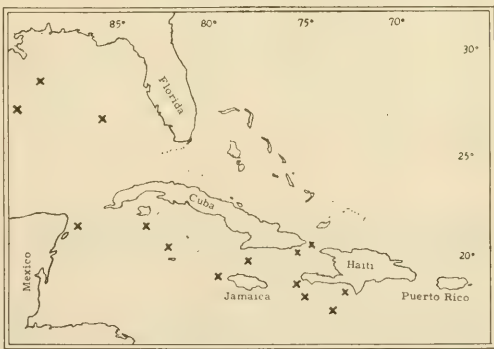 85° 80° 75° 70°
30°
Florida
25°
Cuba
20°
Mexico
Haiti
Jamaica
Puerto Rico